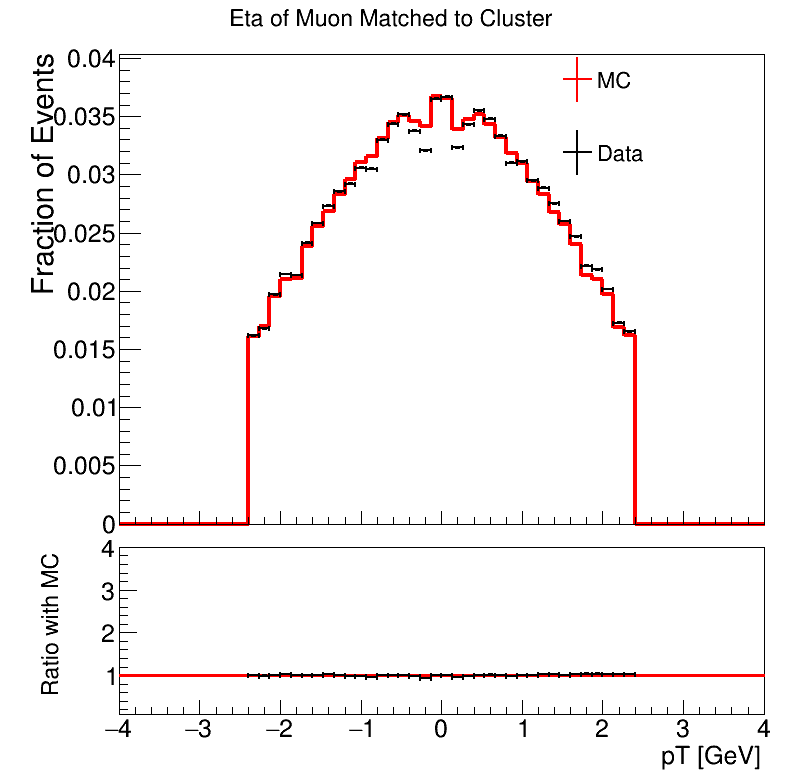 Eta of Muon Matched to Cluster
Fraction of Events
0.04
0.035
0.03
0.025
0.02
0.015
0.01
0.005
0
MC
Data
Ratio with MC
4
3
2
1
−4 −3 −2 −1 0 1 2 3 4
pT [GeV]